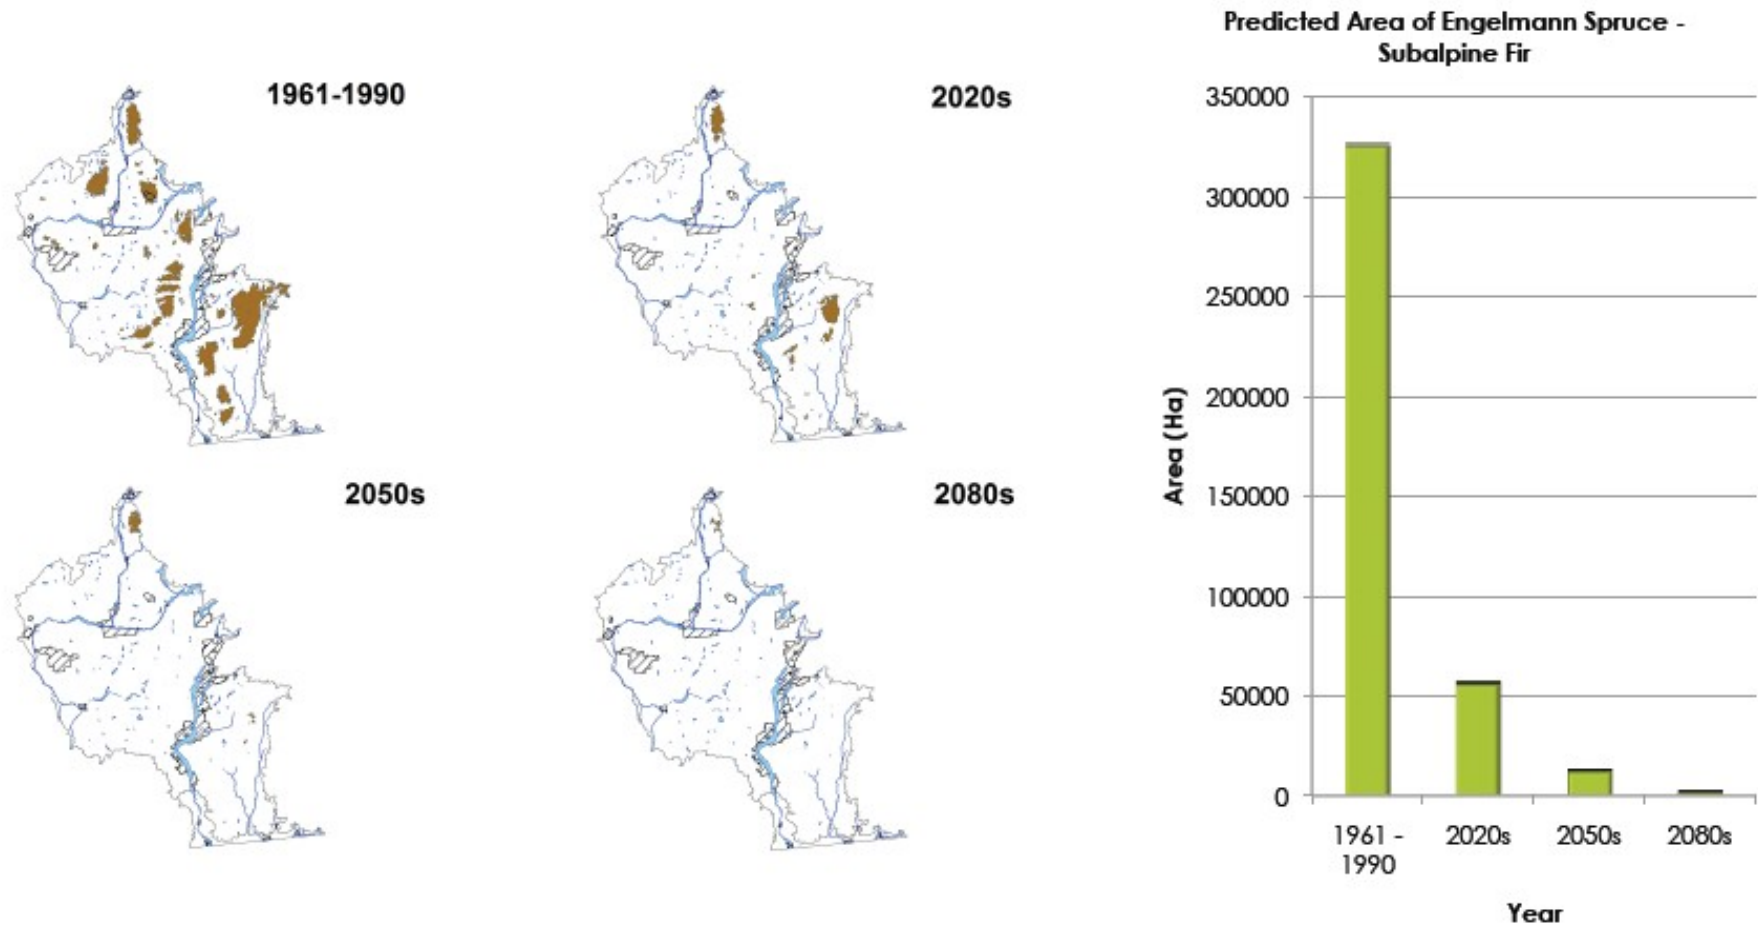 1961-1990
2020s
2050s
2080s
Predicted Area of Engelmann Spruce -
Subalpine Fir
350000
300000
250000
200000
150000
100000
50000
0
Area (Ha)
1961 -
1990
2020s
2050s
2080s
Year